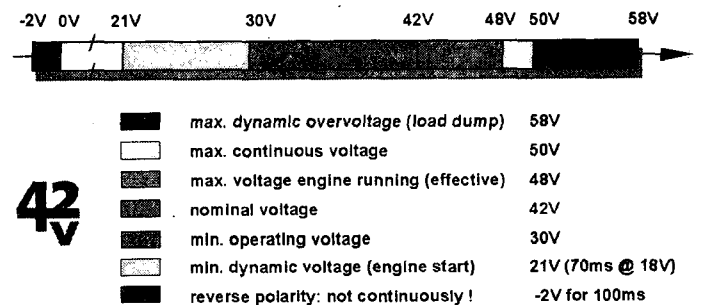 -2V 0V 21V 30V 42V 48V 50V 58V
max. dynamic overvoltage (load dump) 58V
max. continuous voltage 50V
max. voltage engine running (effective) 48V
nominal voltage 42V
min. operating voltage 30V
min. dynamic voltage (engine start) 21V (70ms @ 18V)
reverse polarity: not continuously ! -2V for 100ms
42
V